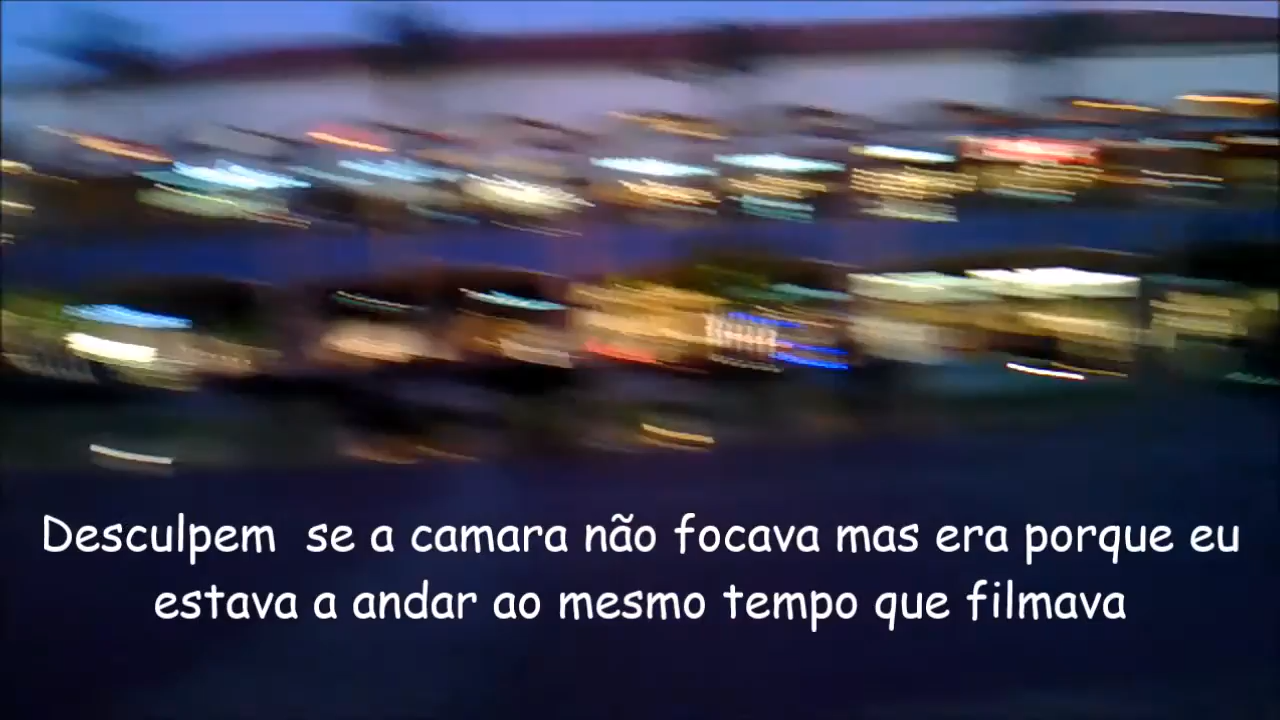 Desculpem se a camara não focava mas era porque eu
estava a andar ao mesmo tempo que filmava